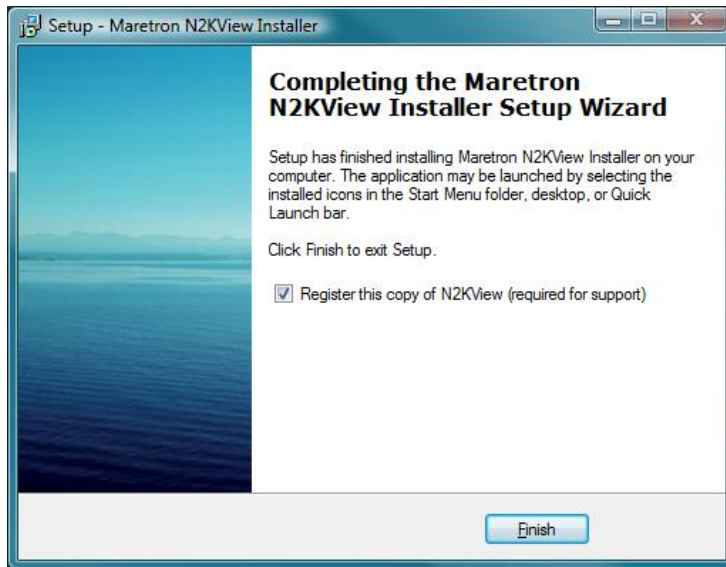 Setup - Maretron N2KView Installer
Completing the Maretron
N2KView Installer Setup Wizard
Setup has finished installing Maretron N2KView Installer on your
computer. The application may be launched by selecting the
installed icons in the Start Menu folder, desktop, or Quick
Launch bar.
Click Finish to exit Setup.
Register this copy of N2KView (required for support)
Finish